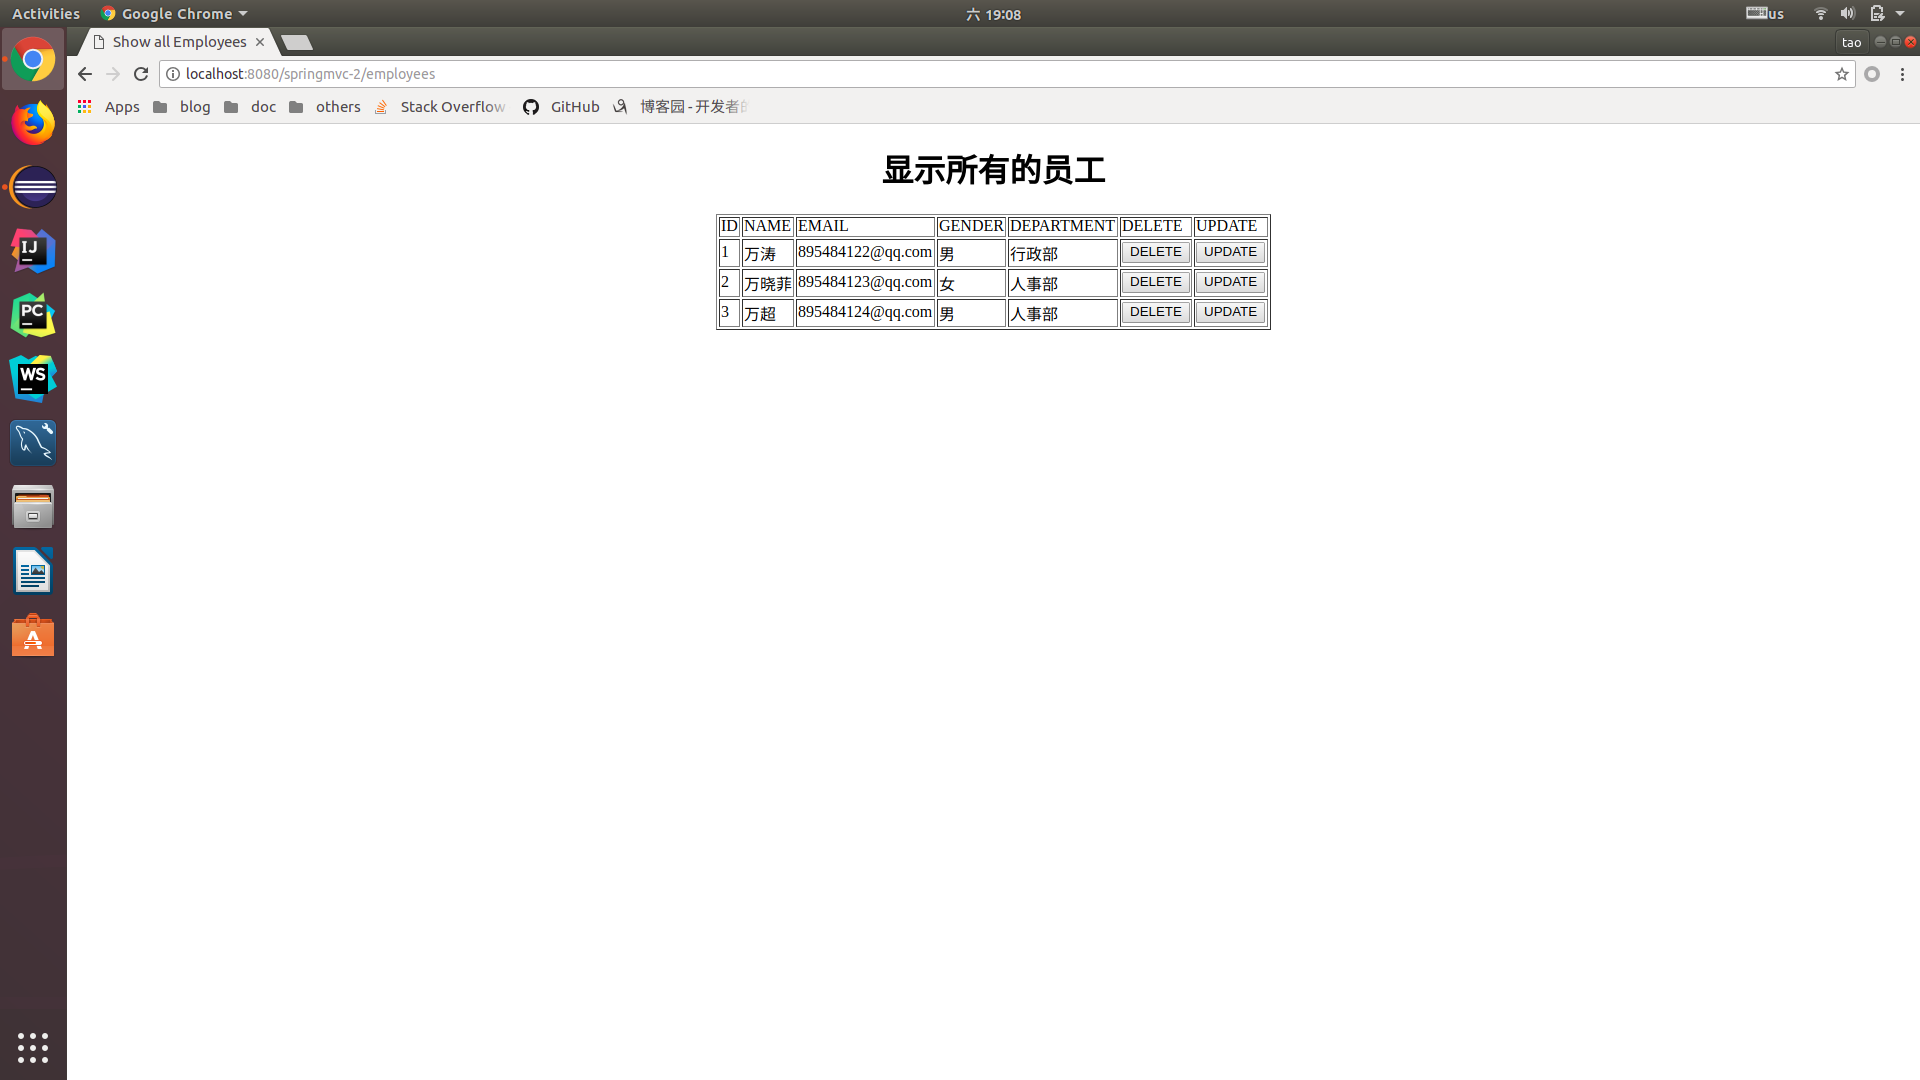 Activities Google Chrome 六 19:08 us
Show all Employees tao
localhost:8080/springmvc-2/employees
Apps blog doc others Stack Overflow GitHub 博客园 - 开发者
显示所有的员工
ID NAME EMAIL GENDER DEPARTMENT DELETE UPDATE
1 万涛 895484122@qq.com 男 行政部 DELETE UPDATE
2 万晓菲 895484123@qq.com 女 人事部 DELETE UPDATE
3 万超 895484124@qq.com 男 人事部 DELETE UPDATE
IJ
PC
WS